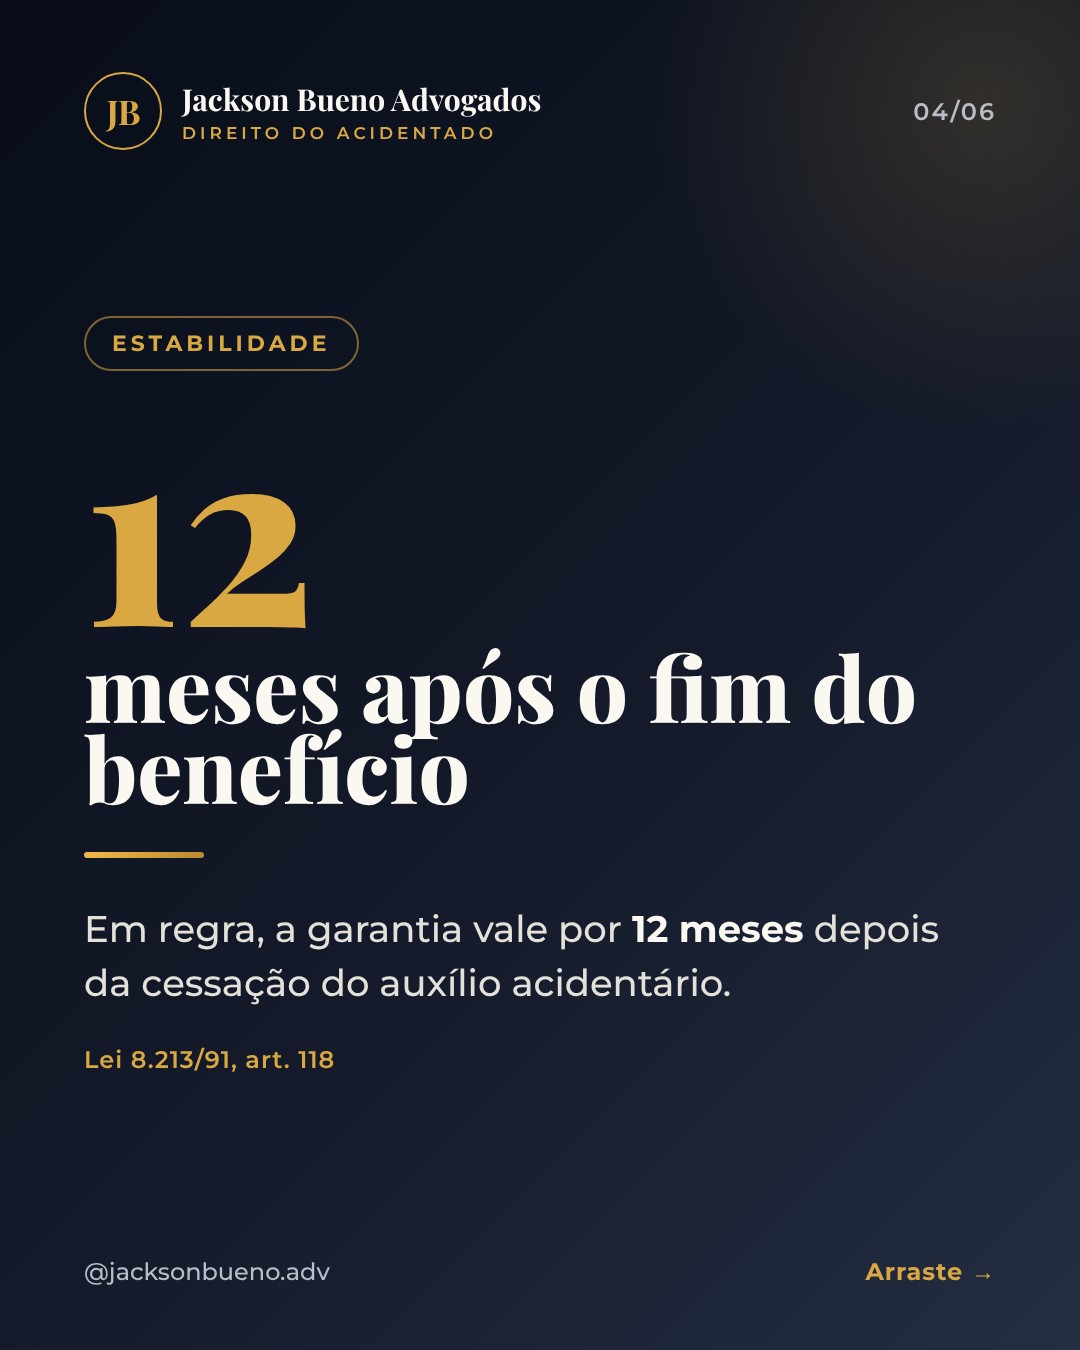 JB
Jackson Bueno Advogados
DIREITO DO ACIDENTADO
04/06
ESTABILIDADE
12
meses após o fim do
benefício
Em regra, a garantia vale por 12 meses depois
da cessação do auxílio acidentário.
Lei 8.213/91, art. 118
@jacksonbueno.adv
Arraste →